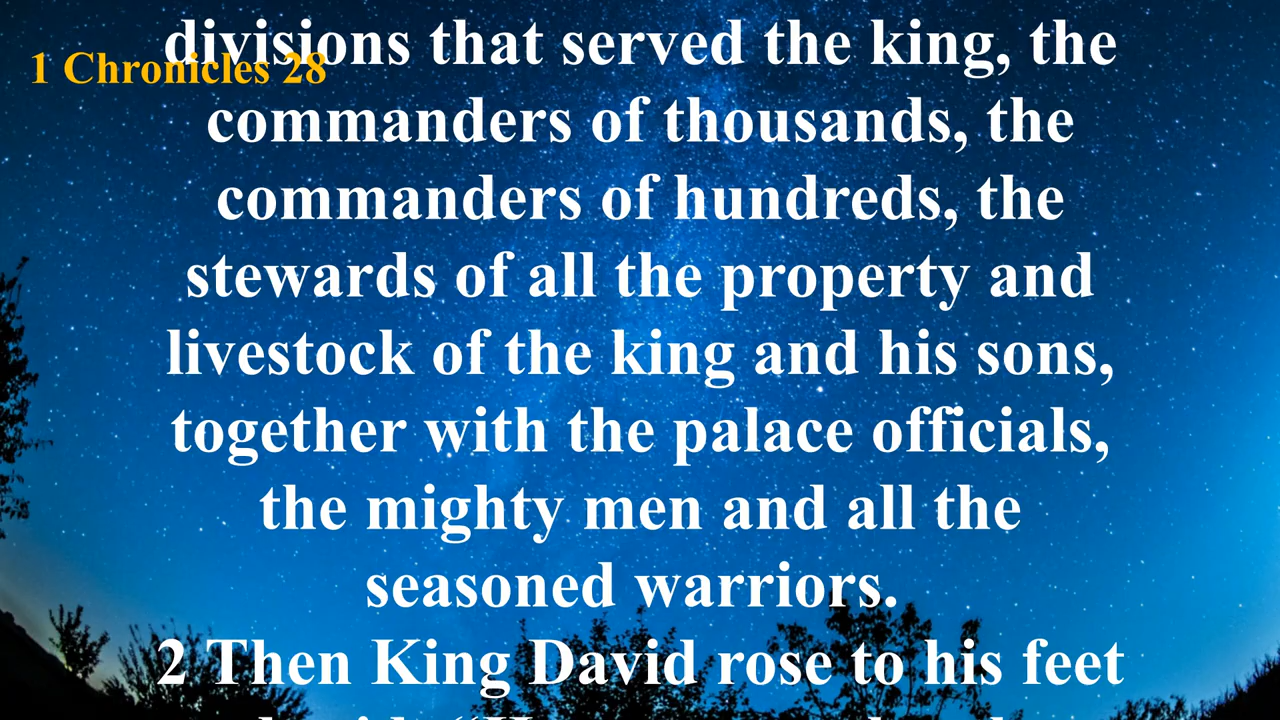 divisions that served the king, the
1 Chronicles 28
commanders of thousands, the
commanders of hundreds, the
stewards of all the property and
livestock of the king and his sons,
together with the palace officials,
the mighty men and all the
seasoned warriors.
2 Then King David rose to his feet